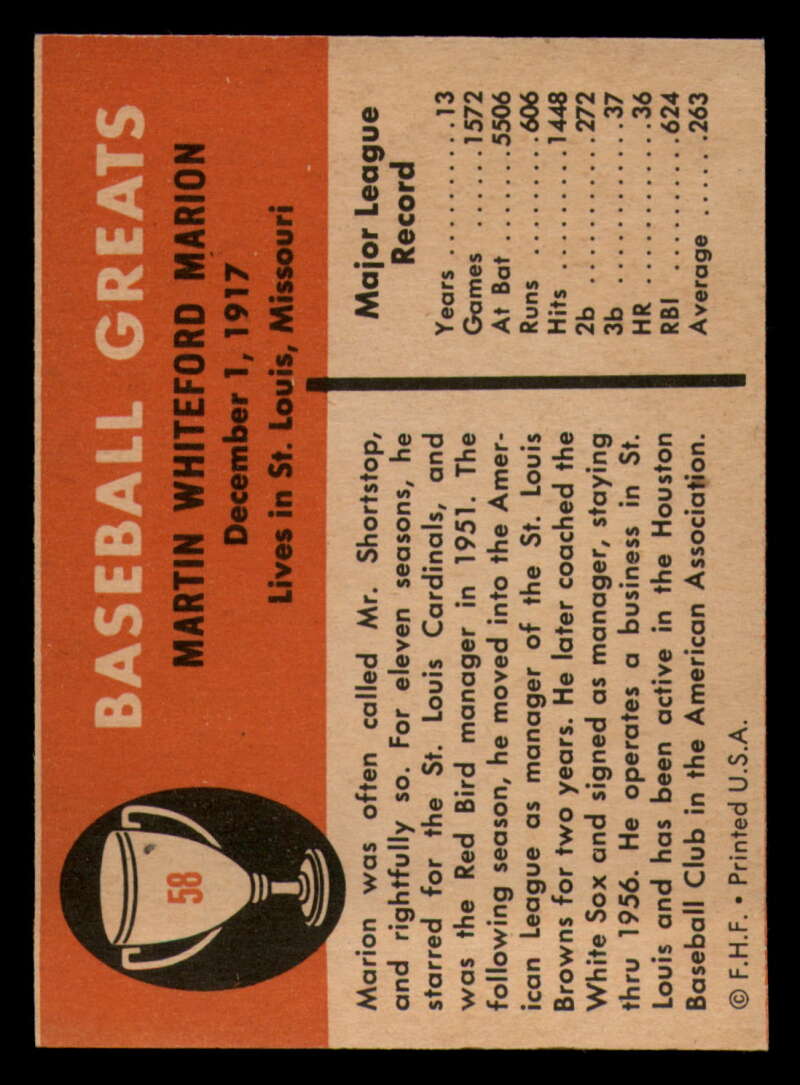 58
BASEBALL GREATS
MARTIN WHITEFORD MARION
December 1, 1917
Lives in St. Louis, Missouri
Marion was often called Mr. Shortstop,
and rightfully so. For eleven seasons, he
starred for the St. Louis Cardinals, and
was the Red Bird manager in 1951. The
following season, he moved into the Amer-
ican League as manager of the St. Louis
Browns for two years. He later coached the
White Sox and signed as manager, staying
thru 1956. He operates a business in St.
Louis and has been active in the Houston
Baseball Club in the American Association.
© F.H.F. • Printed U.S.A.
Major League
Record
Years ..........13
Games .......1572
At Bat .......5506
Runs .........606
Hits .........1448
2b ...........272
3b ............37
HR ............36
RBI ..........624
Average ......263